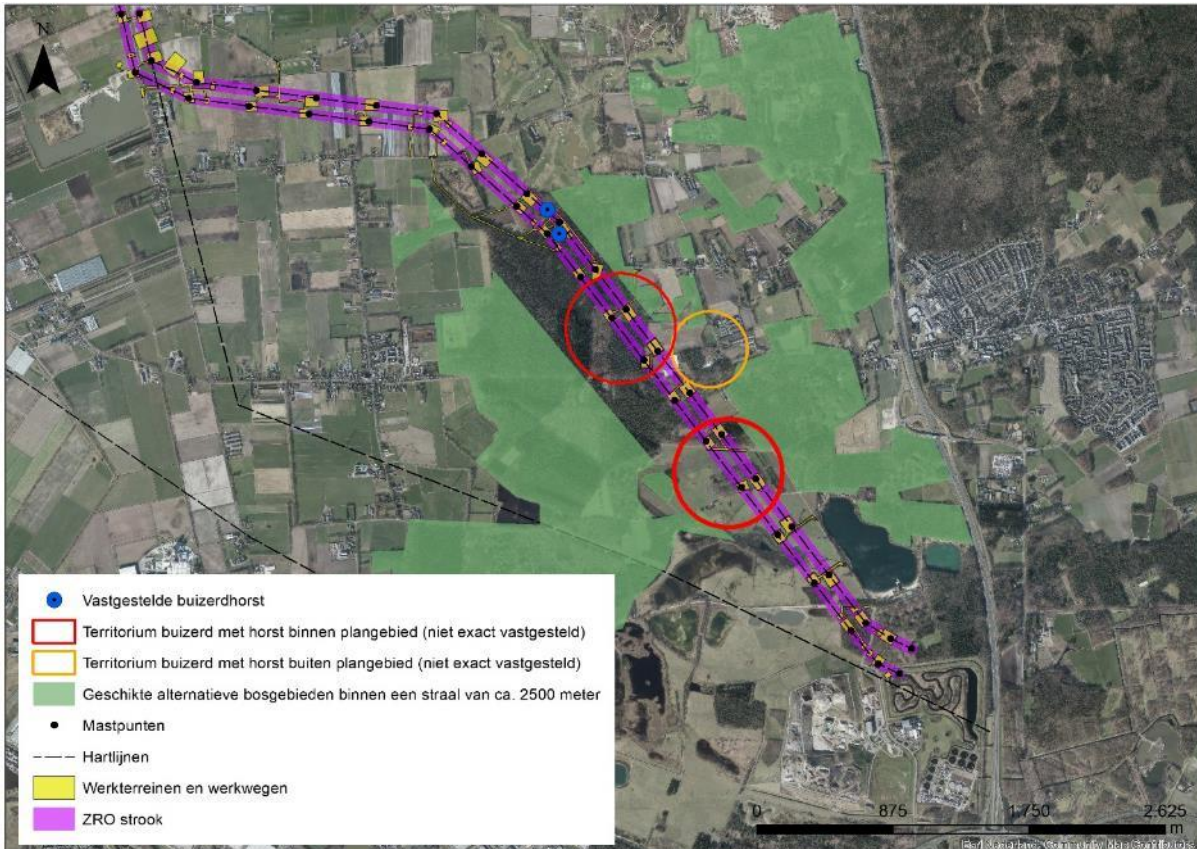 N
Vastgestelde buizerdhorst
Territorium buizerd met horst binnen plangebied (niet exact vastgesteld)
Territorium buizerd met horst buiten plangebied (niet exact vastgesteld)
Geschikte alternatieve bosgebieden binnen een straal van ca. 2500 meter
Mastpunten
Hartlijnen
Werkterreinen en werkwegen
ZRO strook
0 875 1.750 2.625
m